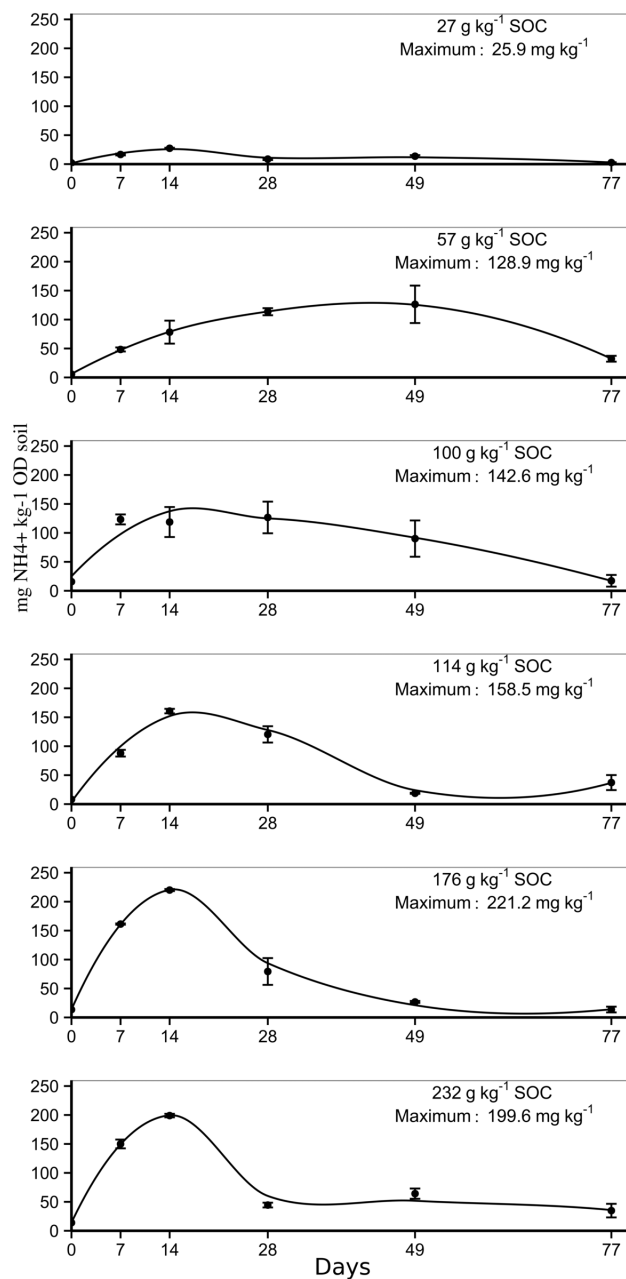 27 g kg-1 SOC
Maximum : 25.9 mg kg-1
250
200
150
100
50
0
0 7 14 28 49 77
57 g kg-1 SOC
Maximum : 128.9 mg kg-1
250
200
150
100
50
0
0 7 14 28 49 77
mg NH4+ kg-1 OD soil
100 g kg-1 SOC
Maximum : 142.6 mg kg-1
250
200
150
100
50
0
0 7 14 28 49 77
114 g kg-1 SOC
Maximum : 158.5 mg kg-1
250
200
150
100
50
0
0 7 14 28 49 77
176 g kg-1 SOC
Maximum : 221.2 mg kg-1
250
200
150
100
50
0
0 7 14 28 49 77
232 g kg-1 SOC
Maximum : 199.6 mg kg-1
250
200
150
100
50
0
0 7 14 28 49 77
Days